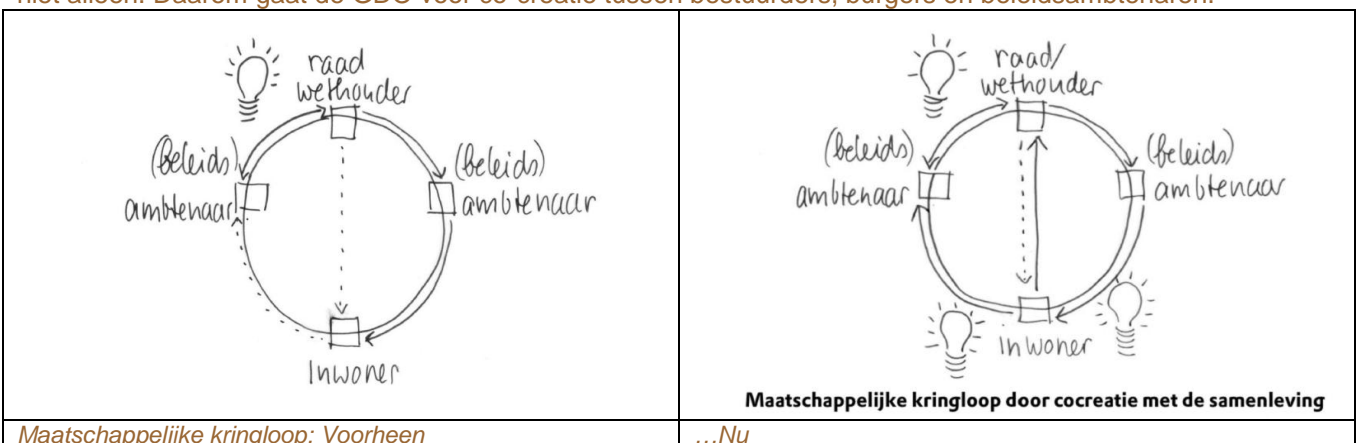 niet alleen. Daarom gaat de GDS voor co-creatie tussen bestuurders, burgers en beleidsambtenaren.
raad
wethouder
(beleids)
ambtenaar
(beleids)
ambtenaar
inwoner
Maatschappelijke kringloop: Voorheen
raad/
wethouder
(beleids)
ambtenaar
(beleids)
ambtenaar
inwoner
Maatschappelijke kringloop door cocreatie met de samenleving
...Nu